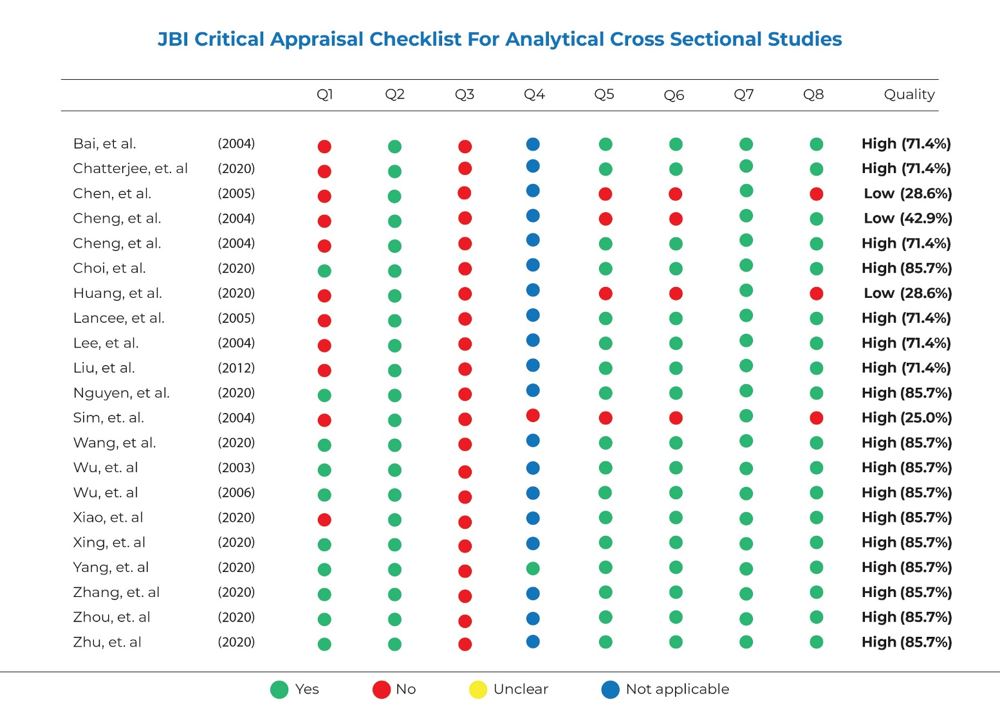 JBI Critical Appraisal Checklist For Analytical Cross Sectional Studies
Q1 Q2 Q3 Q4 Q5 Q6 Q7 Q8 Quality
Bai, et al. (2004) High (71.4%)
Chatterjee, et. al (2020) High (71.4%)
Chen, et al. (2005) Low (28.6%)
Cheng, et al. (2004) Low (42.9%)
Cheng, et al. (2004) High (71.4%)
Choi, et al. (2020) High (85.7%)
Huang, et al. (2020) Low (28.6%)
Lancee, et al. (2005) High (71.4%)
Lee, et al. (2004) High (71.4%)
Liu, et al. (2012) High (71.4%)
Nguyen, et al. (2020) High (85.7%)
Sim, et. al. (2004) High (25.0%)
Wang, et al. (2020) High (85.7%)
Wu, et. al (2003) High (85.7%)
Wu, et. al (2006) High (85.7%)
Xiao, et. al (2020) High (85.7%)
Xing, et. al (2020) High (85.7%)
Yang, et. al (2020) High (85.7%)
Zhang, et. al (2020) High (85.7%)
Zhou, et. al (2020) High (85.7%)
Zhu, et. al (2020) High (85.7%)
Yes No Unclear Not applicable